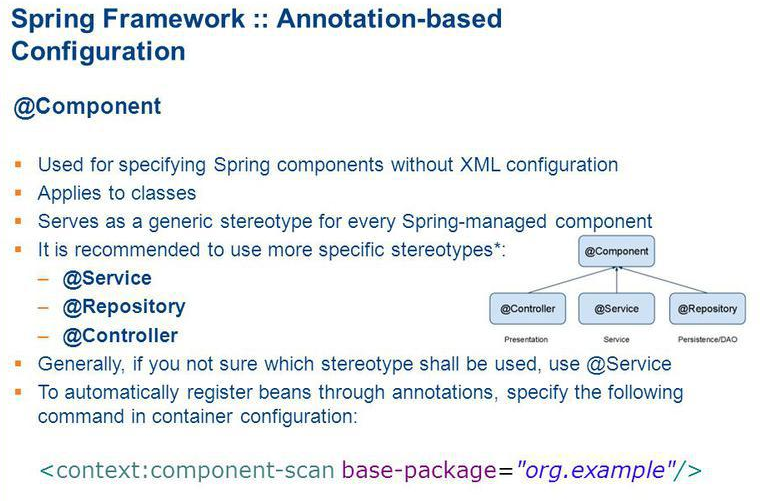 Spring Framework :: Annotation-based
Configuration
@Component
▪ Used for specifying Spring components without XML configuration
▪ Applies to classes
▪ Serves as a generic stereotype for every Spring-managed component
▪ It is recommended to use more specific stereotypes*:
– @Service
– @Repository
– @Controller
@Component
@Controller @Service @Repository
Presentation Service Persistence/DAO
▪ Generally, if you not sure which stereotype shall be used, use @Service
▪ To automatically register beans through annotations, specify the following
command in container configuration:
<context:component-scan base-package="org.example"/>